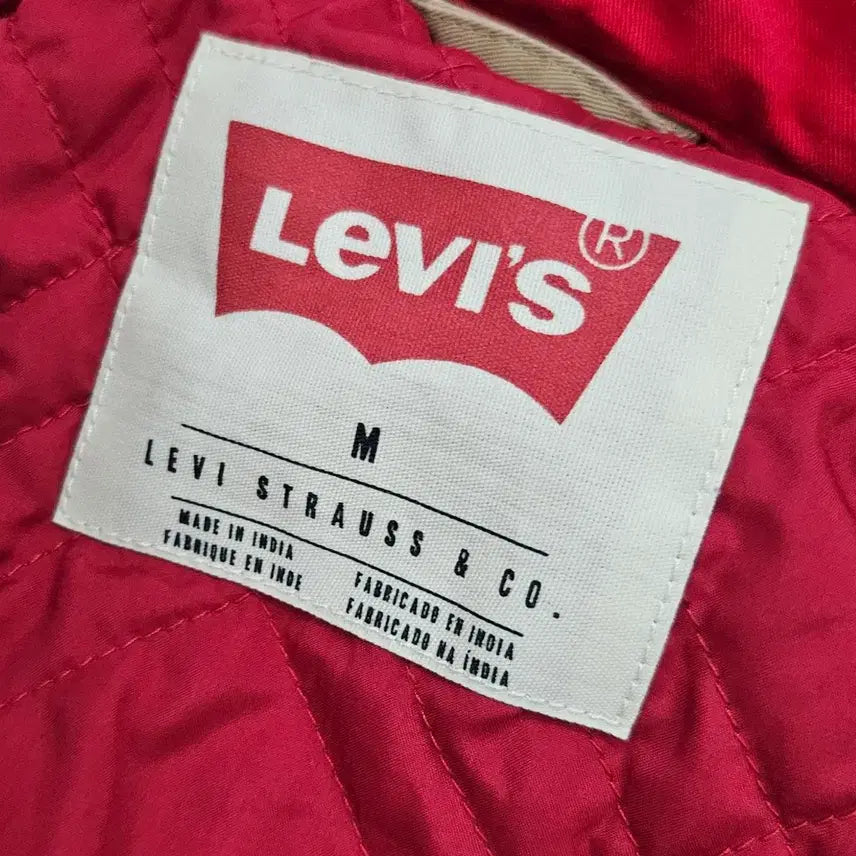 LEVI'S®
M
LEVI STRAUSS & CO.
MADE IN INDIA
FABRIQUE EN INDE
FABRICADO EN INDIA
FABRICADO NA ÍNDIA